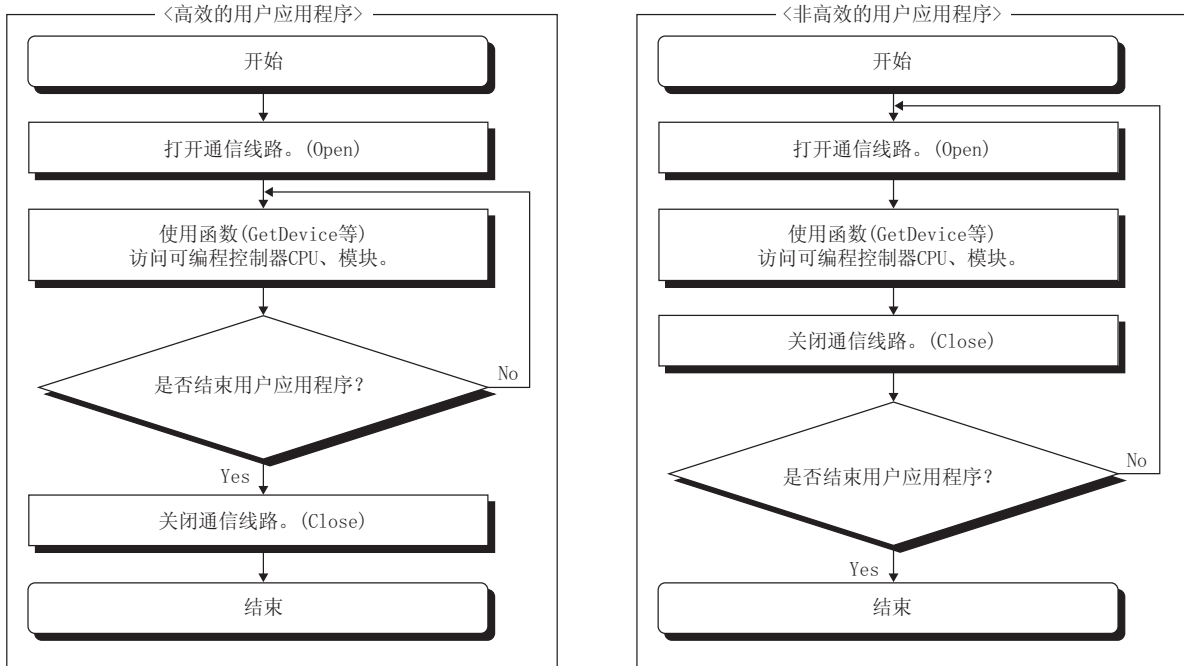 <高效的用户应用程序>
开始
打开通信线路。(Open)
使用函数(GetDevice等)
访问可编程控制器CPU、模块。
是否结束用户应用程序?
No
Yes
关闭通信线路。(Close)
结束
<非高效的用户应用程序>
开始
打开通信线路。(Open)
使用函数(GetDevice等)
访问可编程控制器CPU、模块。
关闭通信线路。(Close)
是否结束用户应用程序?
No
Yes
结束